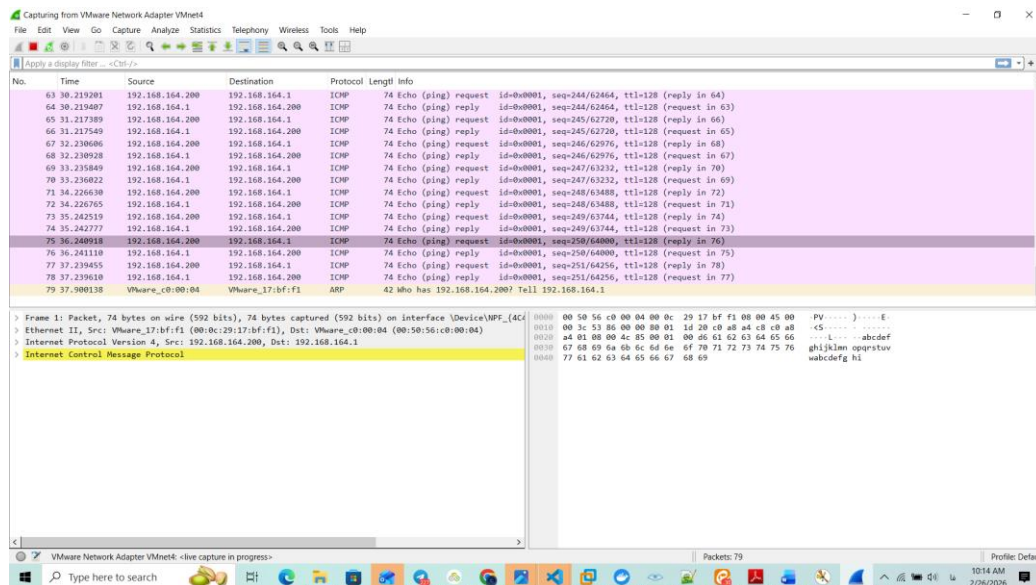 Capturing from VMware Network Adapter VMnet4
File Edit View Go Capture Analyze Statistics Telephony Wireless Tools Help
Apply a display filter ... <Ctrl-/>
No. Time Source Destination Protocol Length Info
63 30.219201 192.168.164.200 192.168.164.1 ICMP 74 Echo (ping) request id=0x0001, seq=244/62464, ttl=128 (reply in 64)
64 30.219407 192.168.164.1 192.168.164.200 ICMP 74 Echo (ping) reply id=0x0001, seq=244/62464, ttl=128 (request in 63)
65 31.217389 192.168.164.200 192.168.164.1 ICMP 74 Echo (ping) request id=0x0001, seq=245/62720, ttl=128 (reply in 66)
66 31.217549 192.168.164.1 192.168.164.200 ICMP 74 Echo (ping) reply id=0x0001, seq=245/62720, ttl=128 (request in 65)
67 32.230606 192.168.164.200 192.168.164.1 ICMP 74 Echo (ping) request id=0x0001, seq=246/62976, ttl=128 (reply in 68)
68 32.230928 192.168.164.1 192.168.164.200 ICMP 74 Echo (ping) reply id=0x0001, seq=246/62976, ttl=128 (request in 67)
69 33.235849 192.168.164.200 192.168.164.1 ICMP 74 Echo (ping) request id=0x0001, seq=247/63232, ttl=128 (reply in 70)
70 33.236022 192.168.164.1 192.168.164.200 ICMP 74 Echo (ping) reply id=0x0001, seq=247/63232, ttl=128 (request in 69)
71 34.226630 192.168.164.200 192.168.164.1 ICMP 74 Echo (ping) request id=0x0001, seq=248/63488, ttl=128 (reply in 72)
72 34.226765 192.168.164.1 192.168.164.200 ICMP 74 Echo (ping) reply id=0x0001, seq=248/63488, ttl=128 (request in 71)
73 35.242519 192.168.164.200 192.168.164.1 ICMP 74 Echo (ping) request id=0x0001, seq=249/63744, ttl=128 (reply in 74)
74 35.242777 192.168.164.1 192.168.164.200 ICMP 74 Echo (ping) reply id=0x0001, seq=249/63744, ttl=128 (request in 73)
75 36.240918 192.168.164.200 192.168.164.1 ICMP 74 Echo (ping) request id=0x0001, seq=250/64000, ttl=128 (reply in 76)
76 36.241110 192.168.164.1 192.168.164.200 ICMP 74 Echo (ping) reply id=0x0001, seq=250/64000, ttl=128 (request in 75)
77 37.239455 192.168.164.200 192.168.164.1 ICMP 74 Echo (ping) request id=0x0001, seq=251/64256, ttl=128 (reply in 78)
78 37.239610 192.168.164.1 192.168.164.200 ICMP 74 Echo (ping) reply id=0x0001, seq=251/64256, ttl=128 (request in 77)
79 37.900138 VMware_c0:00:04 VMware_17:bf:f1 ARP 42 Who has 192.168.164.200? Tell 192.168.164.1
> Frame 1: Packet, 74 bytes on wire (592 bits), 74 bytes captured (592 bits) on interface \Device\NPF_{4C
> Ethernet II, Src: VMware_17:bf:f1 (00:0c:29:17:bf:f1), Dst: VMware_c0:00:04 (00:50:56:c0:00:04)
> Internet Protocol Version 4, Src: 192.168.164.200, Dst: 192.168.164.1
> Internet Control Message Protocol
0000 00 50 56 c0 00 04 00 0c 29 17 bf f1 08 00 45 00 ·PV····· )·····E·
0010 00 3c 53 86 00 00 80 01 1d 20 c0 a8 a4 c8 c0 a8 ·<S····· · ······
0020 a4 01 08 00 4c 85 00 01 00 d6 61 62 63 64 65 66 ····L··· ··abcdef
0030 67 68 69 6a 6b 6c 6d 6e 6f 70 71 72 73 74 75 76 ghijklmn opqrstuv
0040 77 61 62 63 64 65 66 67 68 69 wabcdefg hi
VMware Network Adapter VMnet4: <live capture in progress>
Packets: 79
Profile: Defa
Type here to search
10:14 AM
2/26/2026